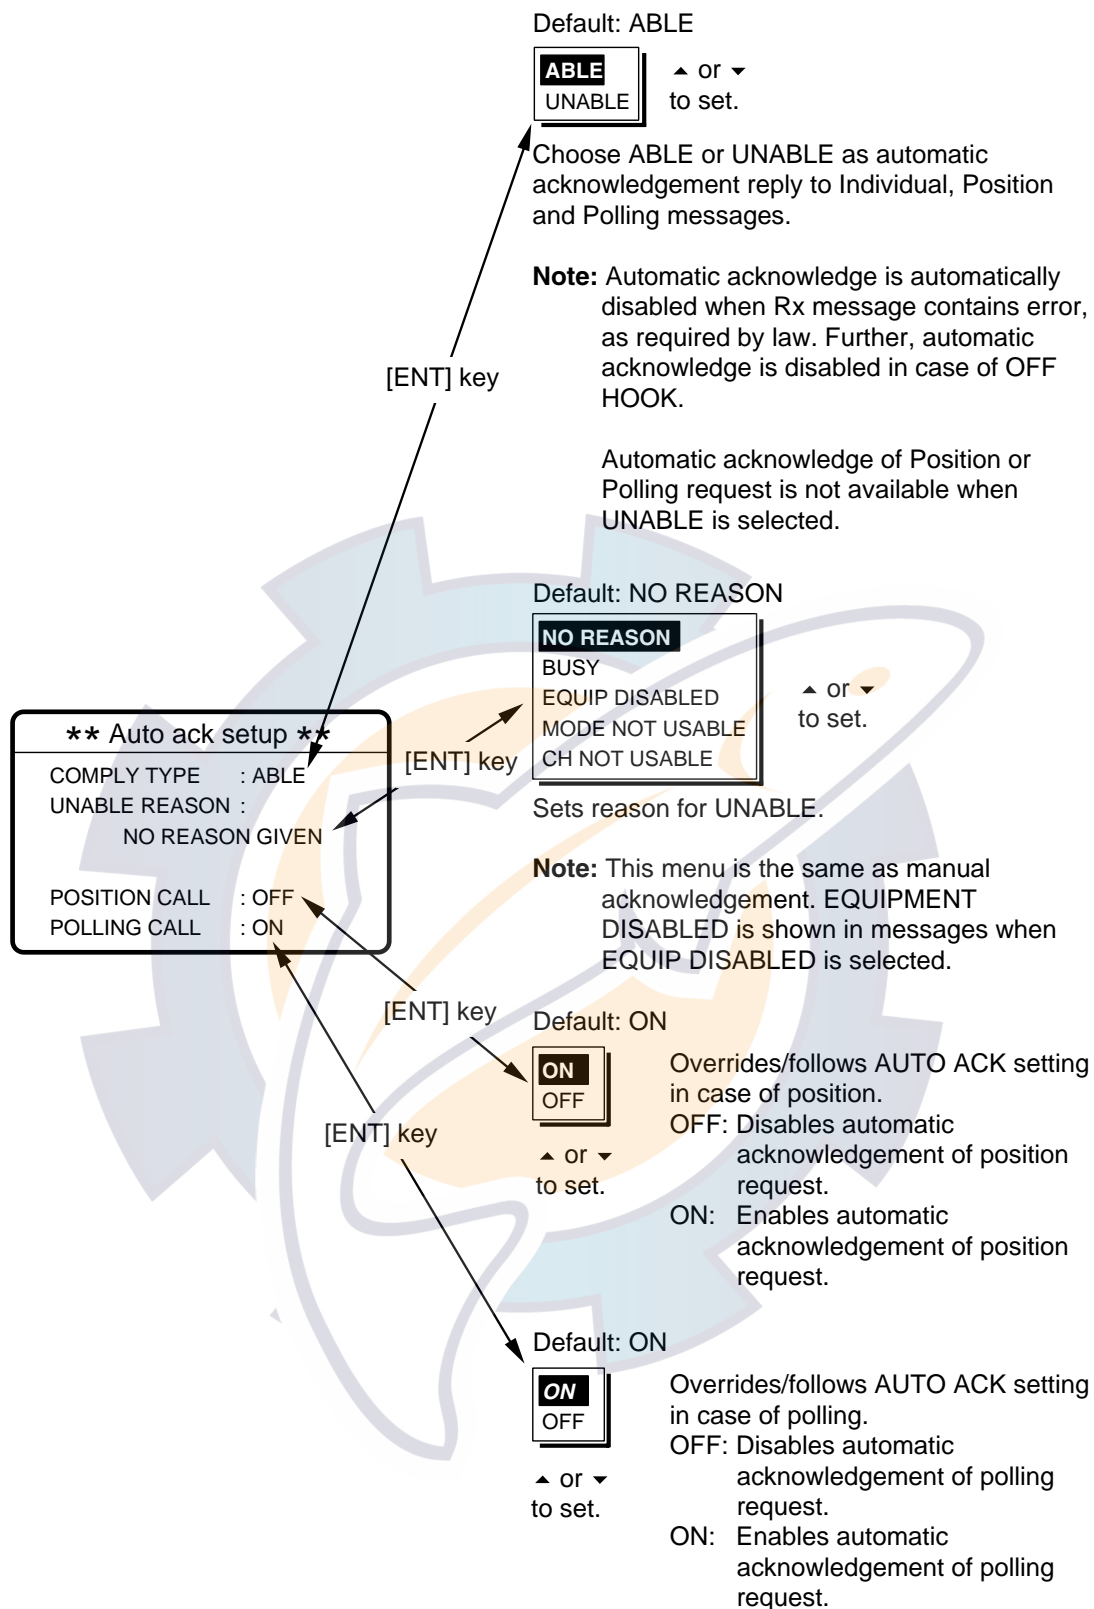 Default: ABLE
ABLE
UNABLE
▲ or ▼
to set.
Choose ABLE or UNABLE as automatic
acknowledgement reply to Individual, Position
and Polling messages.
Note: Automatic acknowledge is automatically
disabled when Rx message contains error,
as required by law. Further, automatic
acknowledge is disabled in case of OFF
HOOK.
Automatic acknowledge of Position or
Polling request is not available when
UNABLE is selected.
[ENT] key
Default: NO REASON
NO REASON
BUSY
EQUIP DISABLED
MODE NOT USABLE
CH NOT USABLE
▲ or ▼
to set.
[ENT] key
Sets reason for UNABLE.
Note: This menu is the same as manual
acknowledgement. EQUIPMENT
DISABLED is shown in messages when
EQUIP DISABLED is selected.
** Auto ack setup **
COMPLY TYPE : ABLE
UNABLE REASON :
NO REASON GIVEN
POSITION CALL : OFF
POLLING CALL : ON
[ENT] key
Default: ON
ON
OFF
▲ or ▼
to set.
Overrides/follows AUTO ACK setting
in case of position.
OFF: Disables automatic
acknowledgement of position
request.
ON: Enables automatic
acknowledgement of position
request.
[ENT] key
Default: ON
ON
OFF
▲ or ▼
to set.
Overrides/follows AUTO ACK setting
in case of polling.
OFF: Disables automatic
acknowledgement of polling
request.
ON: Enables automatic
acknowledgement of polling
request.